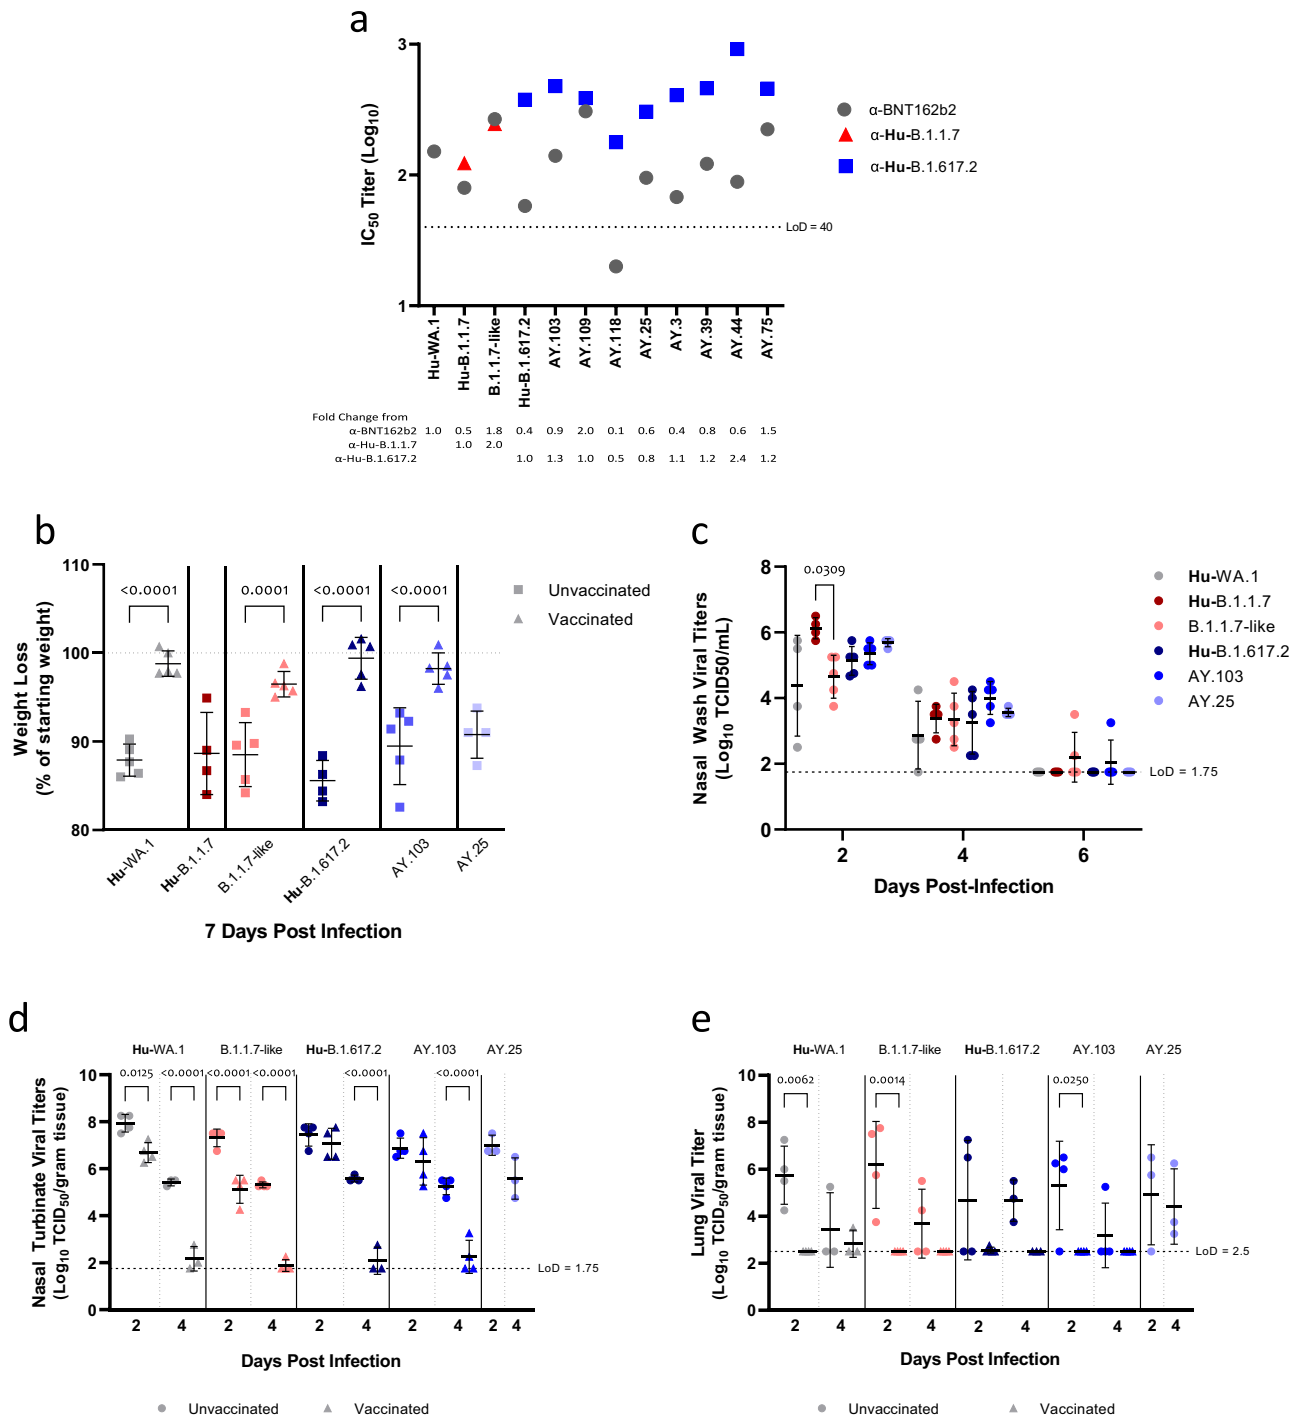 a
3
2
1
IC50 Titer (Log10)
LoD = 40
α-BNT162b2
α-Hu-B.1.1.7
α-Hu-B.1.617.2
Hu-WA.1
Hu-B.1.1.7
B.1.1.7-like
Hu-B.1.617.2
AY.103
AY.109
AY.118
AY.25
AY.3
AY.39
AY.44
AY.75
Fold Change from
α-BNT162b2 1.0 0.5 1.8 0.4 0.9 2.0 0.1 0.6 0.4 0.8 0.6 1.5
α-Hu-B.1.1.7 1.0 2.0
α-Hu-B.1.617.2 1.0 1.3 1.0 0.5 0.8 1.1 1.2 2.4 1.2
b
110
100
90
80
Weight Loss
(% of starting weight)
<0.0001 0.0001 <0.0001 <0.0001
Unvaccinated
Vaccinated
Hu-WA.1
Hu-B.1.1.7
B.1.1.7-like
Hu-B.1.617.2
AY.103
AY.25
7 Days Post Infection
c
8
6
4
2
0
Nasal Wash Viral Titers
(Log10 TCID50/mL)
0.0309
LoD = 1.75
2 4 6
Days Post-Infection
Hu-WA.1
Hu-B.1.1.7
B.1.1.7-like
Hu-B.1.617.2
AY.103
AY.25
d
Hu-WA.1 B.1.1.7-like Hu-B.1.617.2 AY.103 AY.25
0.0125 <0.0001 <0.0001 <0.0001 <0.0001 <0.0001
10
8
6
4
2
0
Nasal Turbinate Viral Titers
(Log10 TCID50/gram tissue)
LoD = 1.75
2 4 2 4 2 4 2 4 2 4
Days Post Infection
Unvaccinated Vaccinated
e
Hu-WA.1 B.1.1.7-like Hu-B.1.617.2 AY.103 AY.25
0.0062 0.0014 0.0250
10
8
6
4
2
0
Lung Viral Titer
(Log10 TCID50/gram tissue)
LoD = 2.5
2 4 2 4 2 4 2 4 2 4
Days Post Infection
Unvaccinated Vaccinated